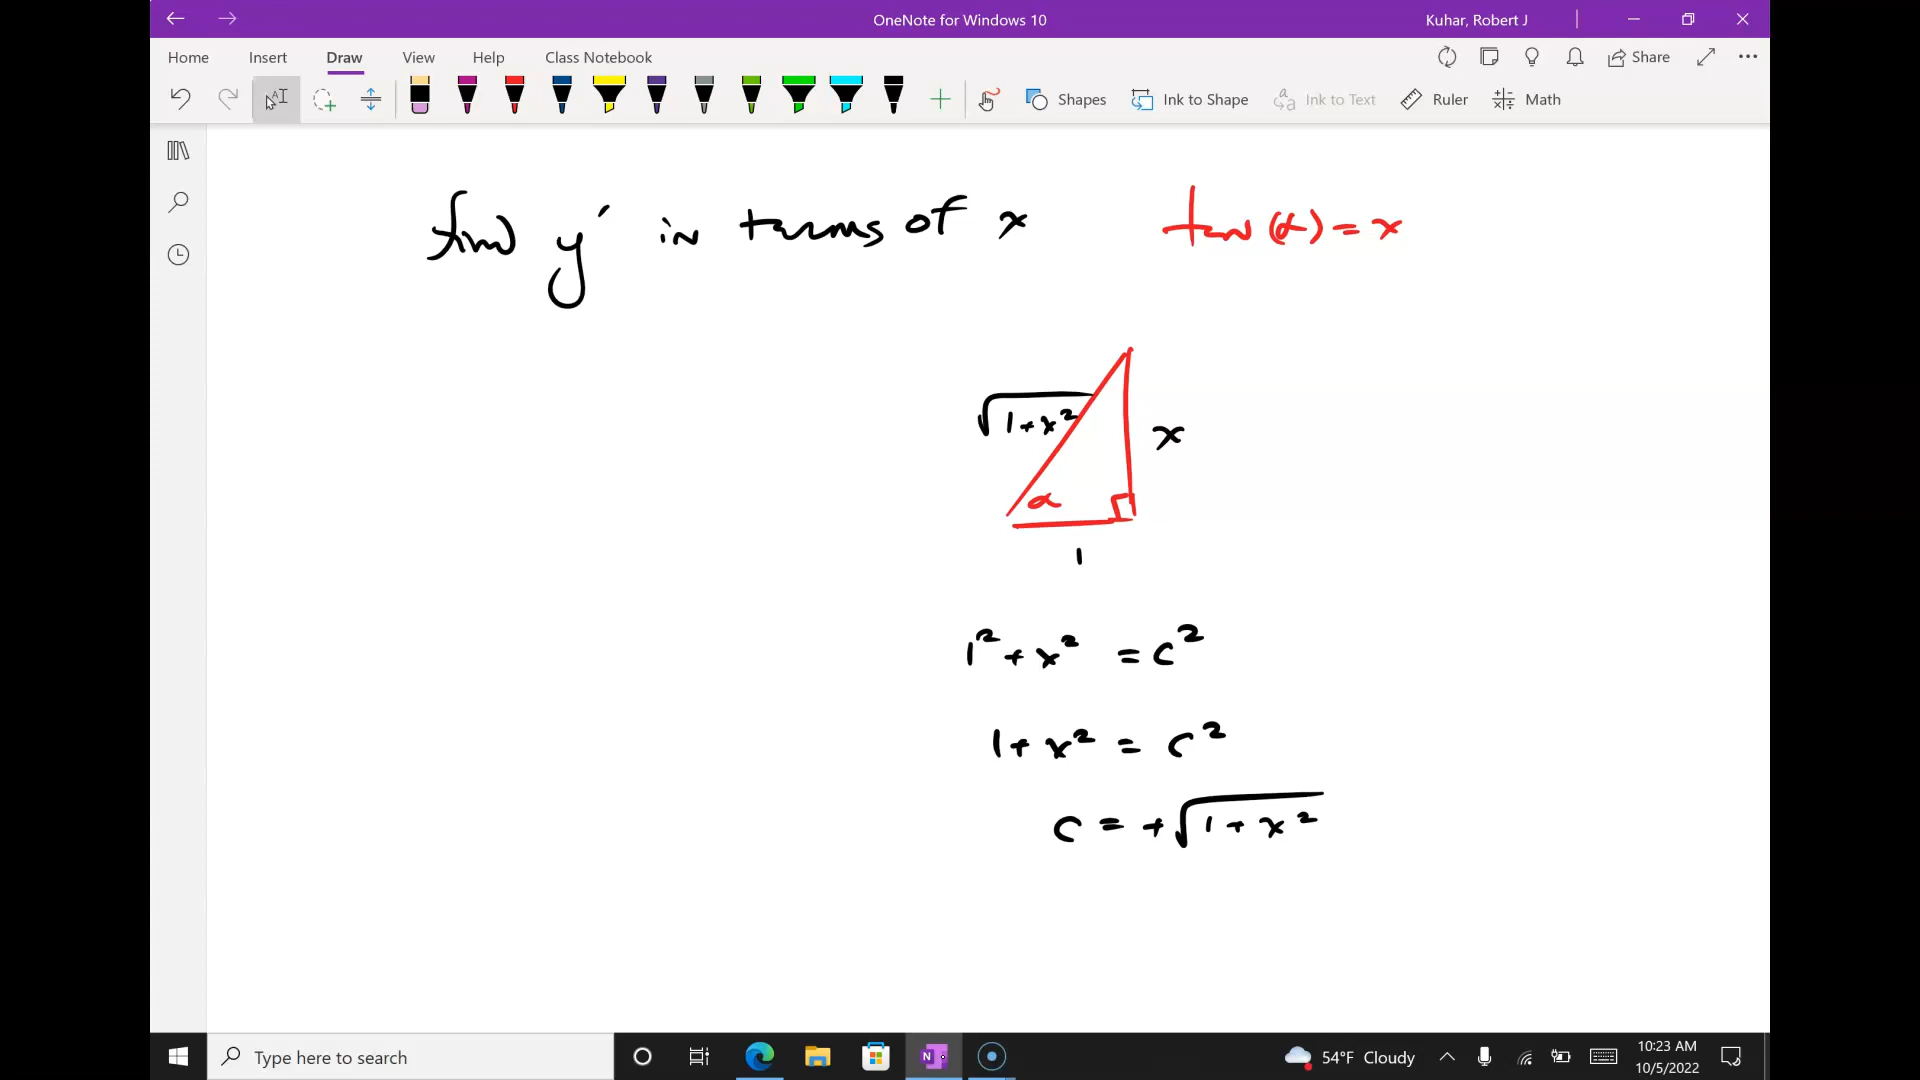 OneNote for Windows 10
Kuhar, Robert J
Home Insert Draw View Help Class Notebook Share
Shapes Ink to Shape Ink to Text Ruler Math
find y' in terms of x tan(α) = x
√1+x²
x
α
1
1² + x² = c²
1 + x² = c²
c = +√1 + x²
Type here to search
54°F Cloudy
10:23 AM
10/5/2022